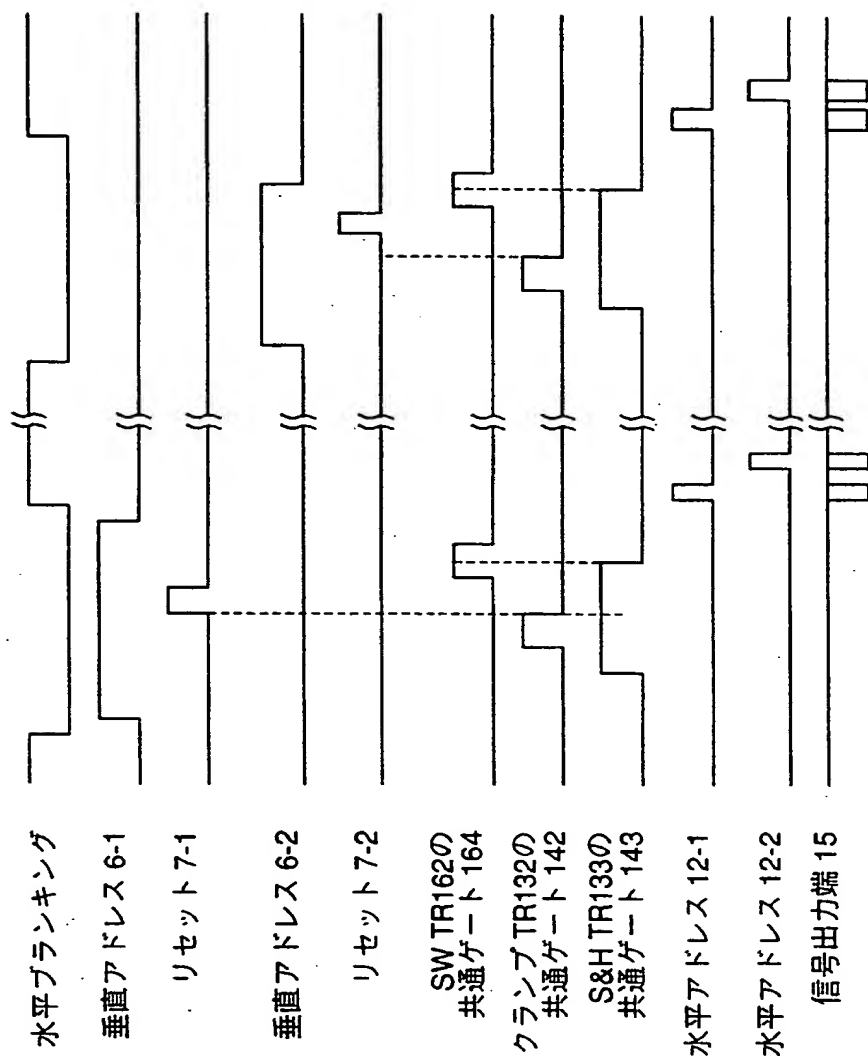 水平ブランキング
垂直アドレス 6-1
リセット 7-1
垂直アドレス 6-2
リセット 7-2
SW TR162の
共通ゲート 164
クランプ TR132の
共通ゲート 142
S&H TR133の
共通ゲート 143
水平アドレス 12-1
水平アドレス 12-2
信号出力端 15